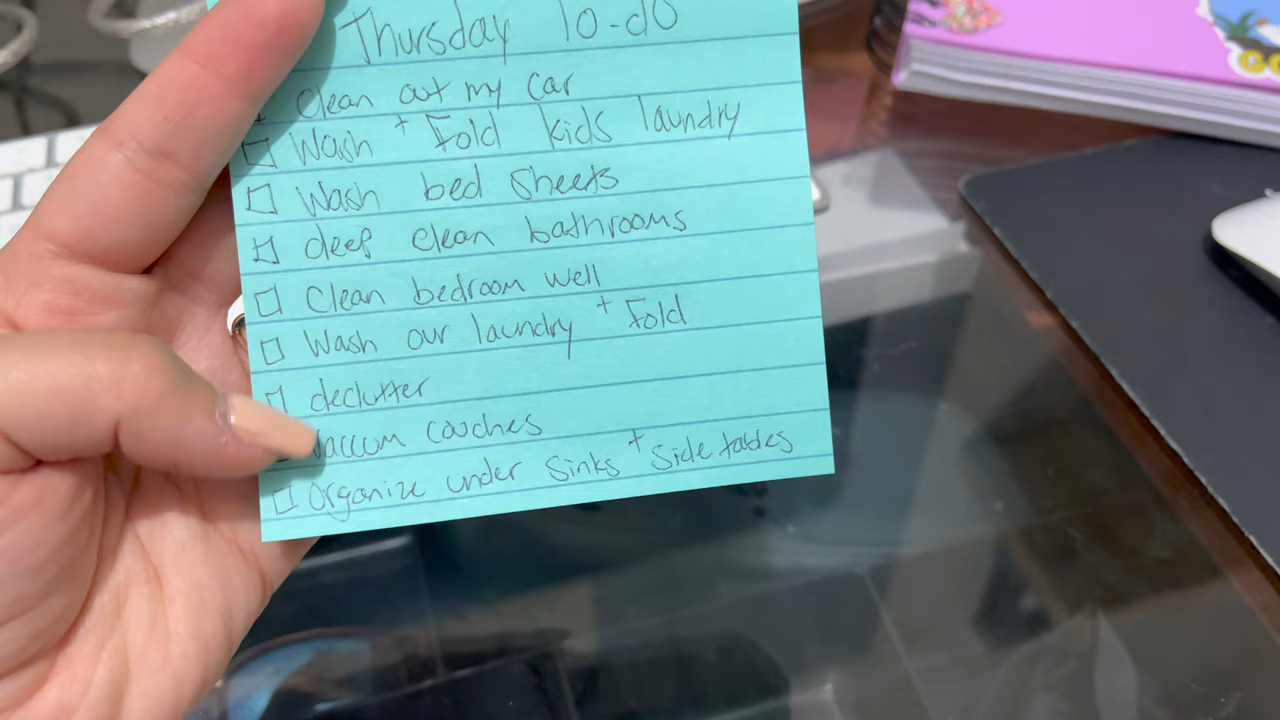 Thursday To-do
Clean out my car
Wash + Fold kids laundry
Wash bed sheets
deep clean bathrooms
Clean bedroom well
Wash our laundry + Fold
declutter
Vaccum couches
Organize under sinks + side tables